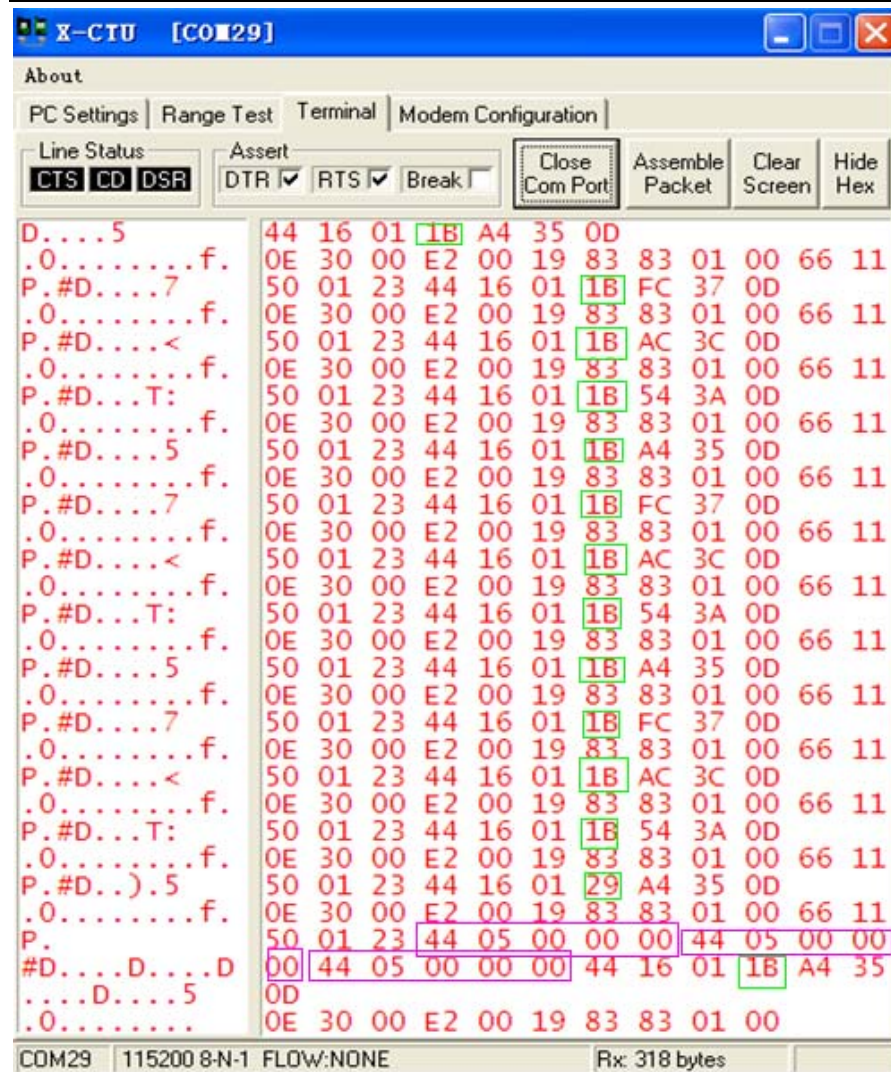 X-CTU [COM29]
About
PC Settings Range Test Terminal Modem Configuration
Line Status Assert
CTS CD DSR DTR RTS Break Close Com Port Assemble Packet Clear Screen Hide Hex
D....5 44 16 01 1B A4 35 0D
.0........f. 0E 30 00 E2 00 19 83 83 01 00 66 11
P.#D....7 50 01 23 44 16 01 1B FC 37 0D
.0........f. 0E 30 00 E2 00 19 83 83 01 00 66 11
P.#D....< 50 01 23 44 16 01 1B AC 3C 0D
.0........f. 0E 30 00 E2 00 19 83 83 01 00 66 11
P.#D...T: 50 01 23 44 16 01 1B 54 3A 0D
.0........f. 0E 30 00 E2 00 19 83 83 01 00 66 11
P.#D....5 50 01 23 44 16 01 1B A4 35 0D
.0........f. 0E 30 00 E2 00 19 83 83 01 00 66 11
P.#D....7 50 01 23 44 16 01 1B FC 37 0D
.0........f. 0E 30 00 E2 00 19 83 83 01 00 66 11
P.#D....< 50 01 23 44 16 01 1B AC 3C 0D
.0........f. 0E 30 00 E2 00 19 83 83 01 00 66 11
P.#D...T: 50 01 23 44 16 01 1B 54 3A 0D
.0........f. 0E 30 00 E2 00 19 83 83 01 00 66 11
P.#D....5 50 01 23 44 16 01 1B A4 35 0D
.0........f. 0E 30 00 E2 00 19 83 83 01 00 66 11
P.#D....7 50 01 23 44 16 01 1B FC 37 0D
.0........f. 0E 30 00 E2 00 19 83 83 01 00 66 11
P.#D....< 50 01 23 44 16 01 1B AC 3C 0D
.0........f. 0E 30 00 E2 00 19 83 83 01 00 66 11
P.#D...T: 50 01 23 44 16 01 1B 54 3A 0D
.0........f. 0E 30 00 E2 00 19 83 83 01 00 66 11
P.#D..).5 50 01 23 44 16 01 29 A4 35 0D
.0........f. 0E 30 00 E2 00 19 83 83 01 00 66 11
P. 50 01 23 44 05 00 00 00 44 05 00 00
#D....D....D 00 44 05 00 00 00 44 16 01 1B A4 35
....D....5 0D
.0........ 0E 30 00 E2 00 19 83 83 01 00
COM29 115200 8-N-1 FLOW:NONE Rx: 318 bytes